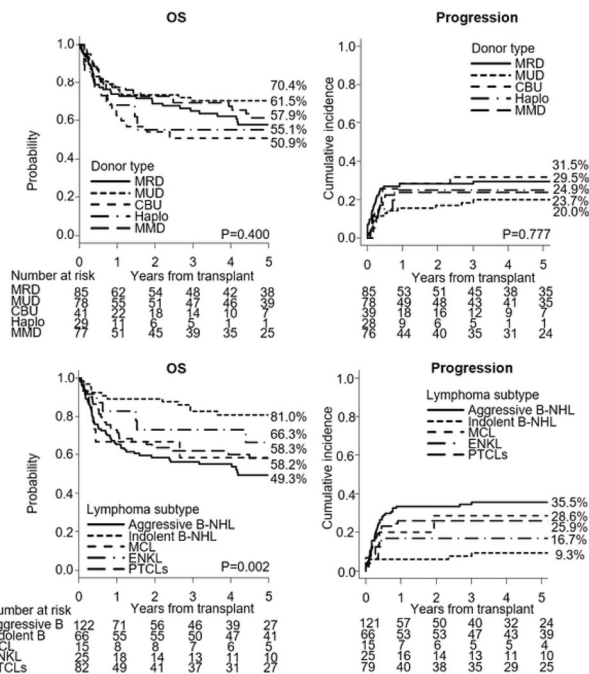 OS
1.0
0.8
0.6
0.4
0.2
0.0
Probability
70.4%
61.5%
57.9%
55.1%
50.9%
Donor type
MRD
MUD
CBU
Haplo
MMD
P=0.400
0 1 2 3 4 5
Years from transplant
Number at risk
MRD 85 62 54 48 42 38
MUD 78 55 51 47 46 39
CBU 41 22 18 14 10 7
Haplo 29 11 6 5 1 1
MMD 77 51 45 39 35 25
Progression
1.0
0.8
0.6
0.4
0.2
0.0
Cumulative incidence
Donor type
MRD
MUD
CBU
Haplo
MMD
31.5%
29.5%
24.9%
23.7%
20.0%
P=0.777
0 1 2 3 4 5
Years from transplant
85 53 51 45 38 35
78 49 48 43 41 35
39 18 16 12 9 7
28 9 6 5 1 1
76 44 40 35 31 24
OS
1.0
0.8
0.6
0.4
0.2
0.0
Probability
81.0%
66.3%
58.3%
58.2%
49.3%
Lymphoma subtype
Aggressive B-NHL
Indolent B-NHL
MCL
ENKL
PTCLs
P=0.002
0 1 2 3 4 5
Years from transplant
umber at risk
ggressive B 122 71 56 46 39 27
dolent B 66 55 55 50 47 41
CL 15 8 8 7 6 5
NKL 25 18 14 13 11 10
TCLs 82 49 41 37 31 27
Progression
1.0
0.8
0.6
0.4
0.2
0.0
Cumulative incidence
Lymphoma subtype
Aggressive B-NHL
Indolent B-NHL
MCL
ENKL
PTCLs
35.5%
28.6%
25.9%
16.7%
9.3%
0 1 2 3 4 5
Years from transplant
121 57 50 40 32 24
66 53 53 47 43 39
15 7 6 5 5 4
25 16 14 13 11 10
79 40 38 35 29 25